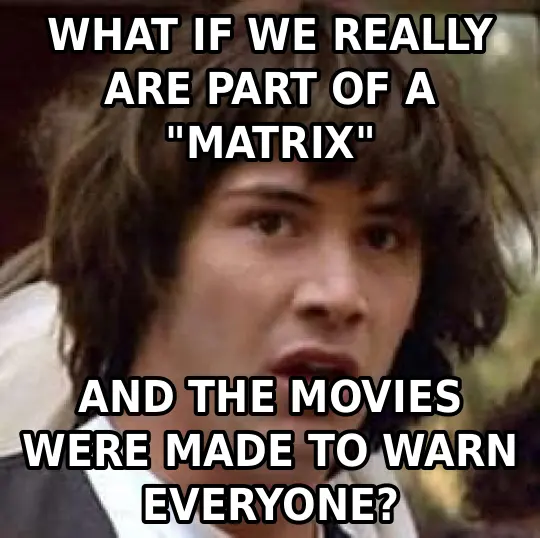 WHAT IF WE REALLY
ARE PART OF A
"MATRIX"
AND THE MOVIES
WERE MADE TO WARN
EVERYONE?